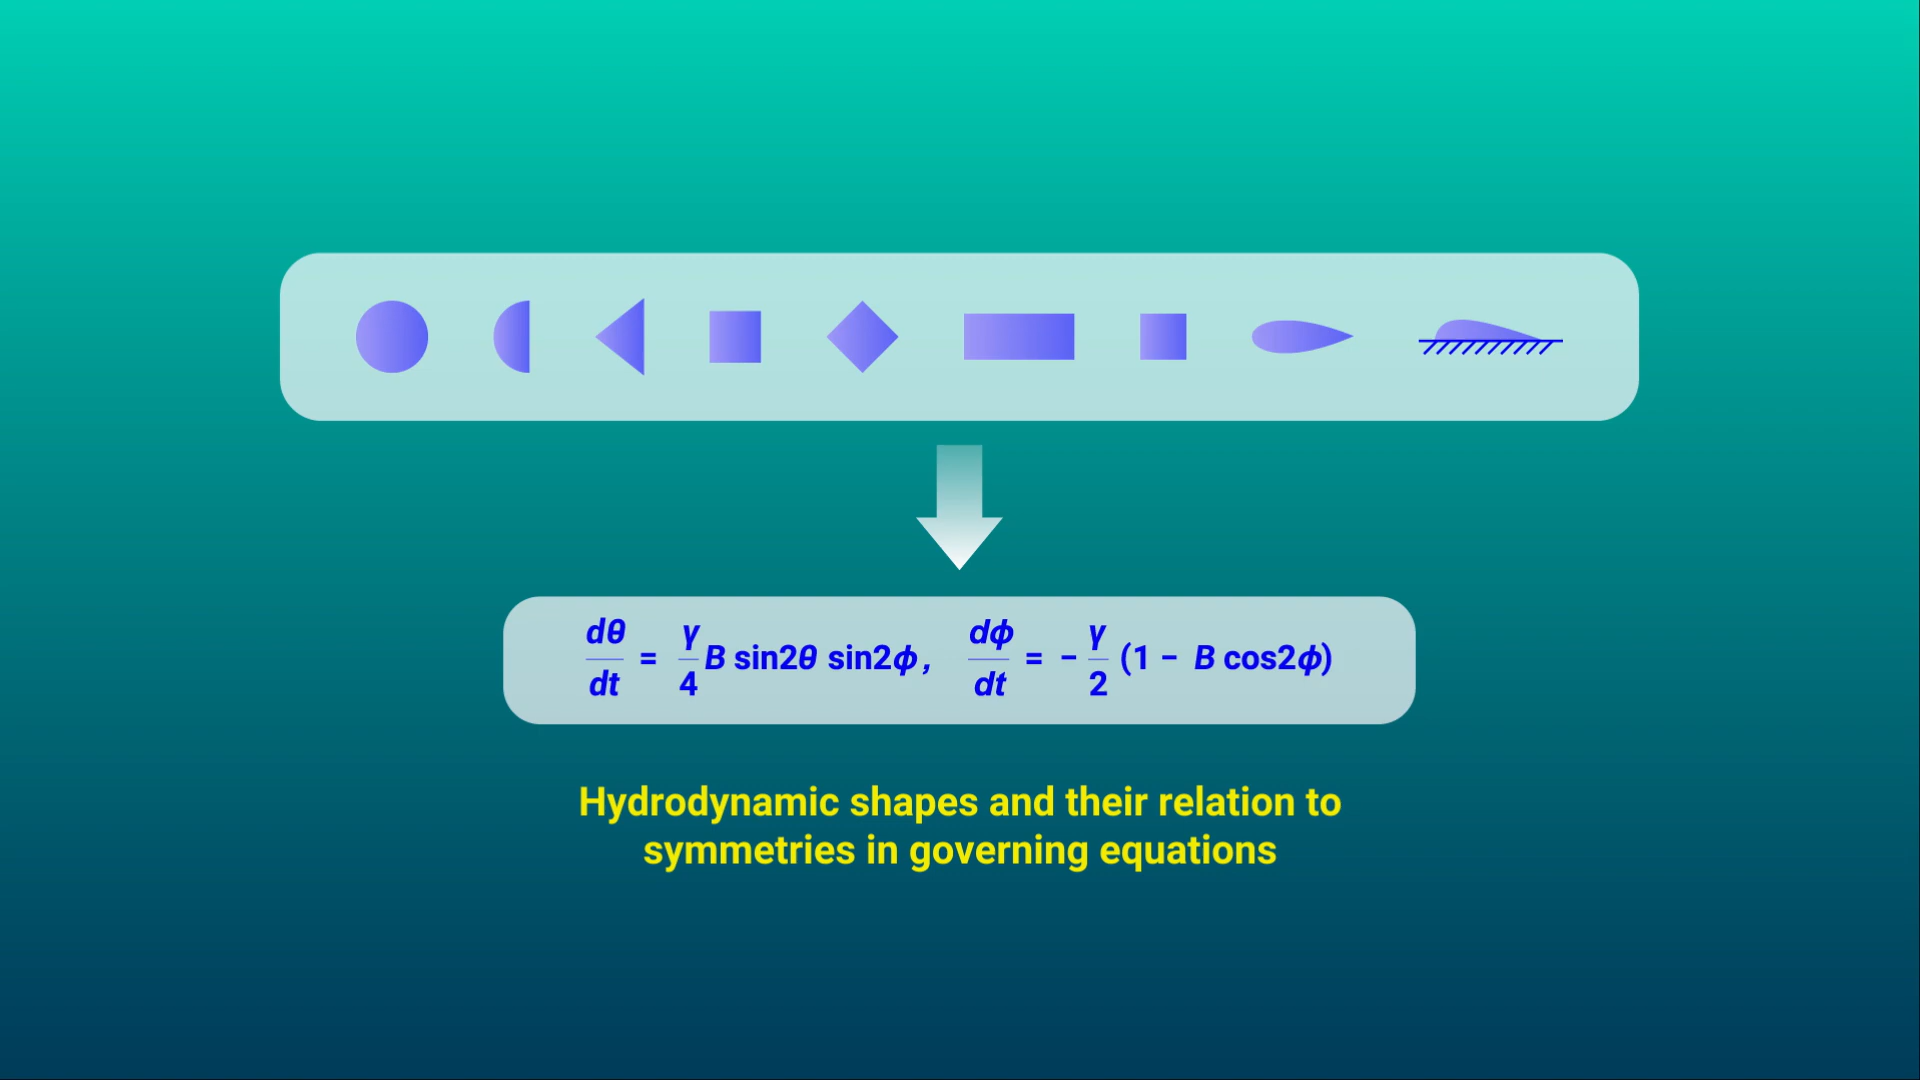 dθ/dt = γ/4 B sin2θ sin2ϕ, dϕ/dt = − γ/2 (1 − B cos2ϕ)
Hydrodynamic shapes and their relation to
symmetries in governing equations